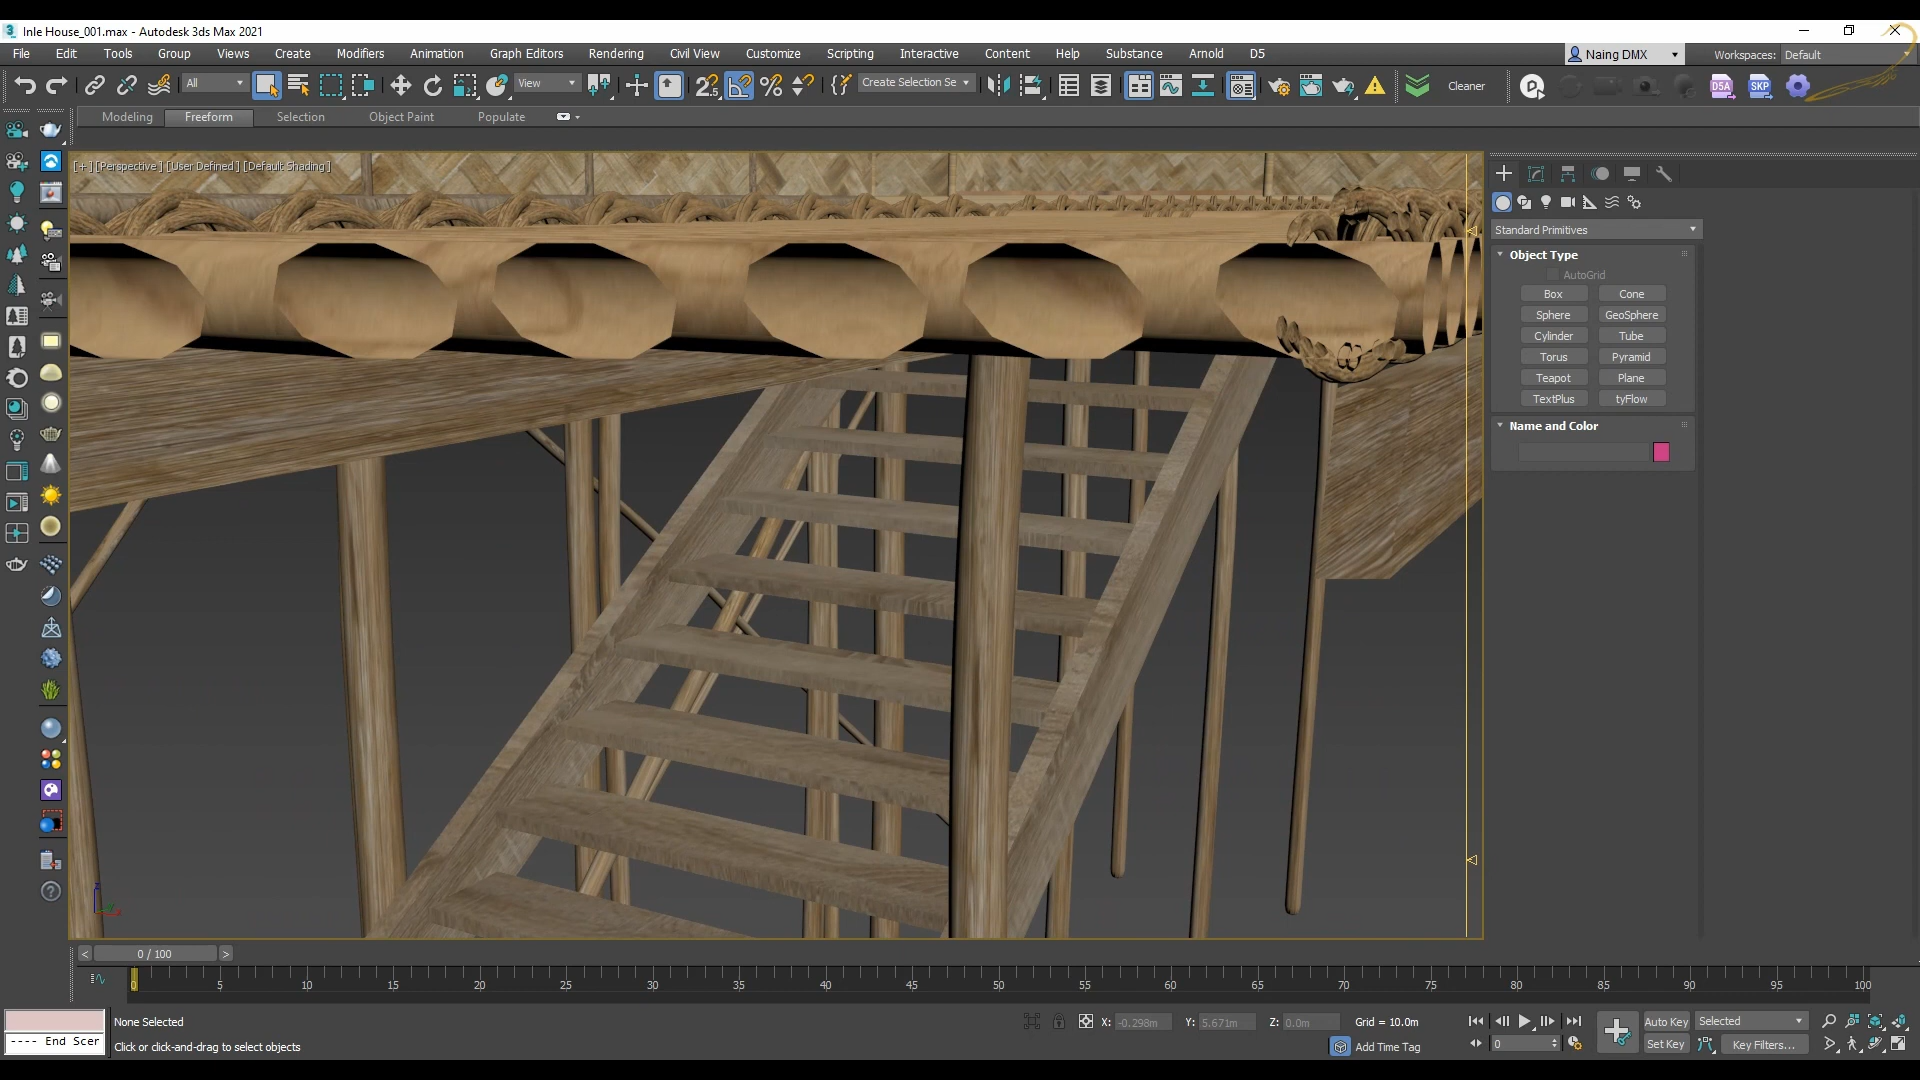 Inle House_001.max - Autodesk 3ds Max 2021
File Edit Tools Group Views Create Modifiers Animation Graph Editors Rendering Civil View Customize Scripting Interactive Content Help Substance Arnold D5 Naing DMX Workspaces: Default
All View Create Selection Se Cleaner D5A SKP
Modeling Freeform Selection Object Paint Populate
[+] [Perspective] [User Defined] [Default Shading]
Standard Primitives
Object Type
AutoGrid
Box Cone
Sphere GeoSphere
Cylinder Tube
Torus Pyramid
Teapot Plane
TextPlus tyFlow
Name and Color
< 0 / 100 >
0 5 10 15 20 25 30 35 40 45 50 55 60 65 70 75 80 85 90 95 100
None Selected X: -0.298m Y: 5.671m Z: 0.0m Grid = 10.0m Auto Key Selected
---- End Scer Click or click-and-drag to select objects Add Time Tag 0 Set Key Key Filters...